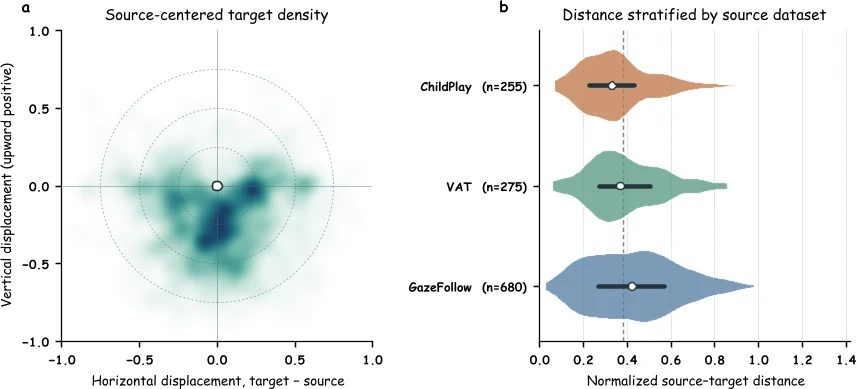 a
Source-centered target density
Vertical displacement (upward positive)
1.0
0.5
0.0
−0.5
−1.0
−1.0 −0.5 0.0 0.5 1.0
Horizontal displacement, target – source
b
Distance stratified by source dataset
ChildPlay (n=255)
VAT (n=275)
GazeFollow (n=680)
0.0 0.2 0.4 0.6 0.8 1.0 1.2 1.4
Normalized source–target distance